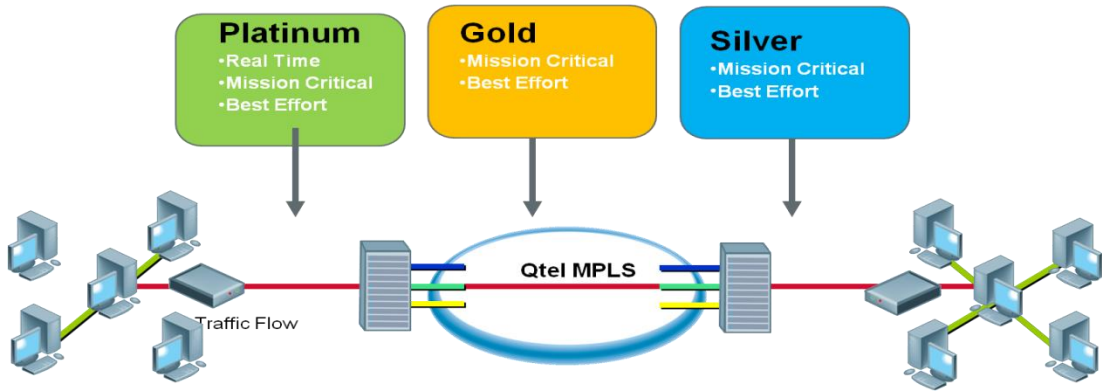 Platinum
•Real Time
•Mission Critical
•Best Effort
Gold
•Mission Critical
•Best Effort
Silver
•Mission Critical
•Best Effort
Qtel MPLS
Traffic Flow